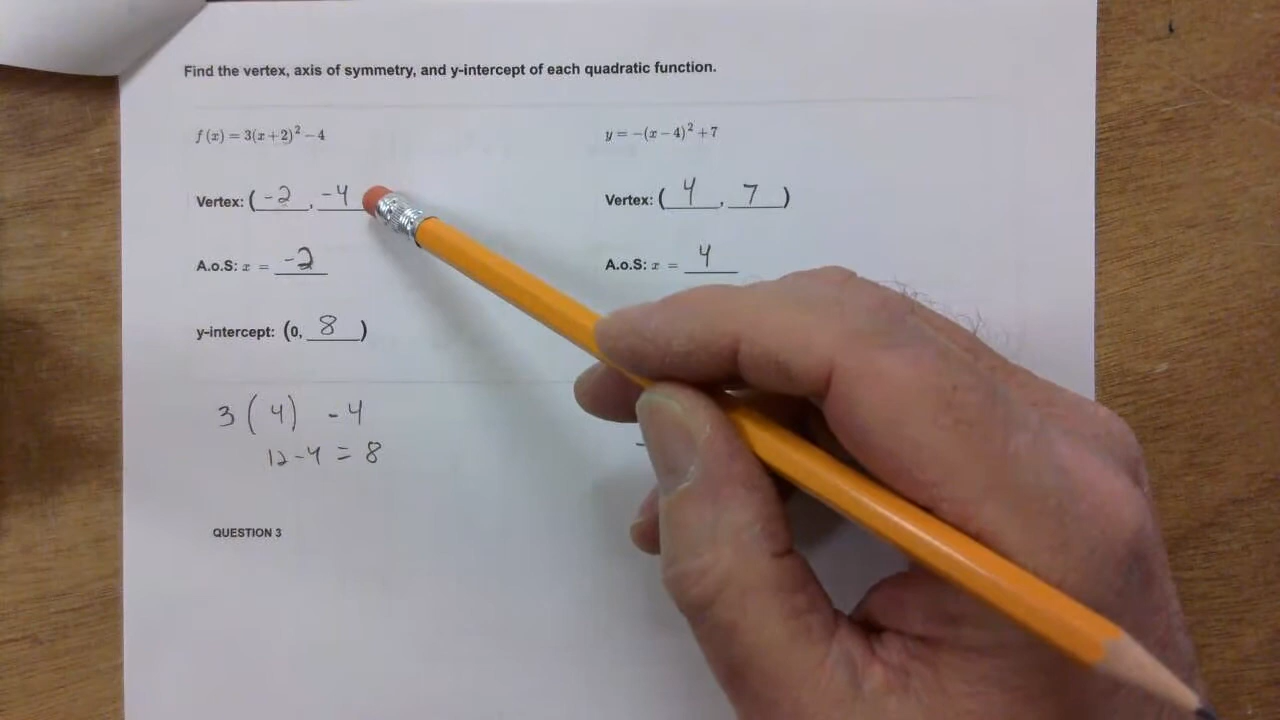 Find the vertex, axis of symmetry, and y-intercept of each quadratic function.
f(x) = 3(x+2)² − 4
Vertex: (-2, -4
A.o.S: x = -2
y-intercept: (0, 8)
3(4) -4
12-4 = 8
QUESTION 3
y = −(x − 4)² + 7
Vertex: (4, 7)
A.o.S: x = 4